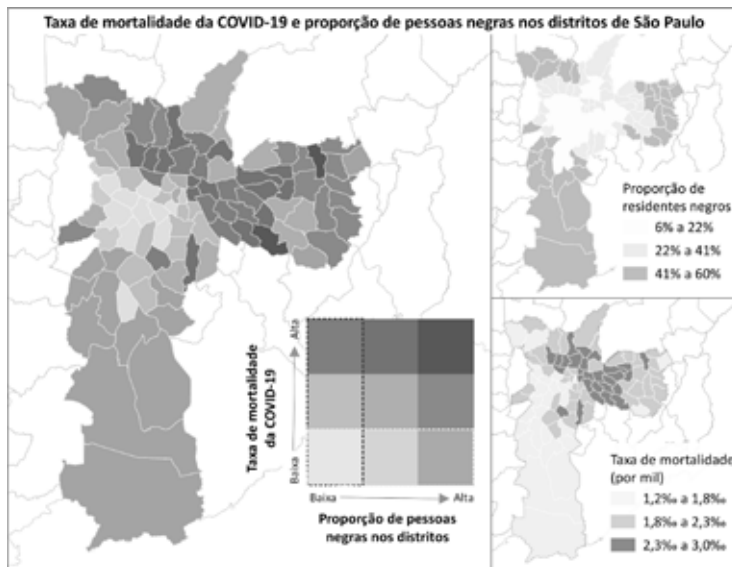 Taxa de mortalidade da COVID-19 e proporção de pessoas negras nos distritos de São Paulo
Proporção de
residentes negros
6% a 22%
22% a 41%
41% a 60%
Taxa de mortalidade
da COVID-19
Alta
Baixa
Baixa
Alta
Proporção de pessoas
negras nos distritos
Taxa de mortalidade
(por mil)
1,2‰ a 1,8‰
1,8‰ a 2,3‰
2,3‰ a 3,0‰